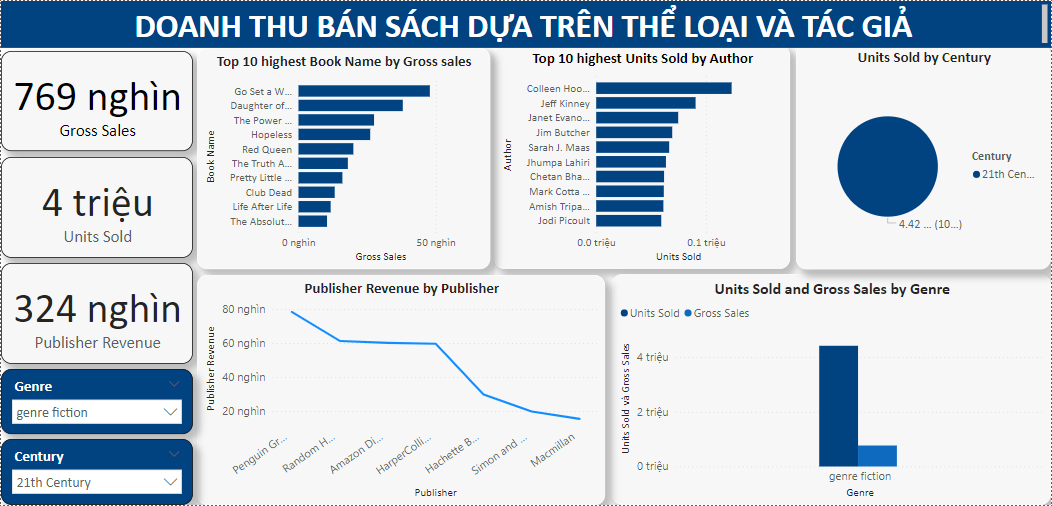 DOANH THU BÁN SÁCH DỰA TRÊN THỂ LOẠI VÀ TÁC GIẢ
769 nghìn
Gross Sales
4 triệu
Units Sold
324 nghìn
Publisher Revenue
Genre
genre fiction
Century
21th Century
Top 10 highest Book Name by Gross sales
Book Name
Go Set a W...
Daughter of...
The Power ...
Hopeless
Red Queen
The Truth A...
Pretty Little ...
Club Dead
Life After Life
The Absolut...
0 nghìn
50 nghìn
Gross Sales
Top 10 highest Units Sold by Author
Author
Colleen Hoo...
Jeff Kinney
Janet Evano...
Jim Butcher
Sarah J. Maas
Jhumpa Lahiri
Chetan Bha...
Mark Cotta ...
Amish Tripa...
Jodi Picoult
0.0 triệu
0.1 triệu
Units Sold
Units Sold by Century
Century
21th Cen...
4.42 ... (10...)
Publisher Revenue by Publisher
Publisher Revenue
80 nghìn
60 nghìn
40 nghìn
20 nghìn
Penguin Gr...
Random H...
Amazon Di...
HarperColli...
Hachette B...
Simon and ...
Macmillan
Publisher
Units Sold and Gross Sales by Genre
Units Sold
Gross Sales
Units Sold và Gross Sales
4 triệu
2 triệu
0 triệu
genre fiction
Genre